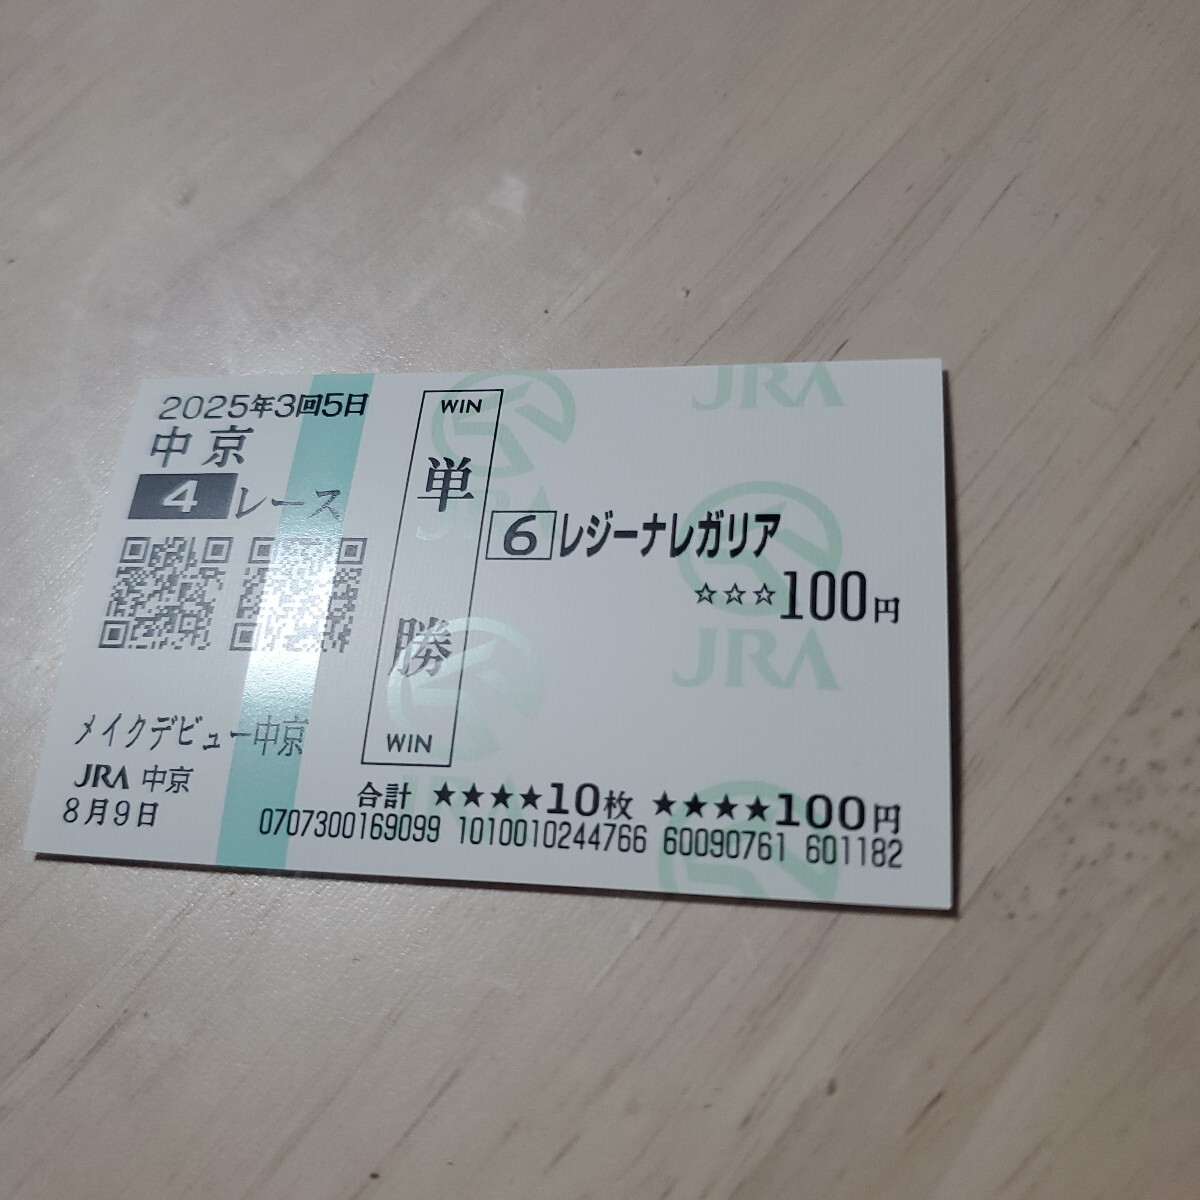 2025年3回5日
中京
4レース
メイクデビュー中京
JRA 中京
8月9日
WIN
単
勝
WIN
6 レジーナレガリア
☆☆☆100円
合計 ★★★★10枚 ★★★★100円
0707300169099 1010010244766 60090761 601182
JRA
JRA
JRA
JRA